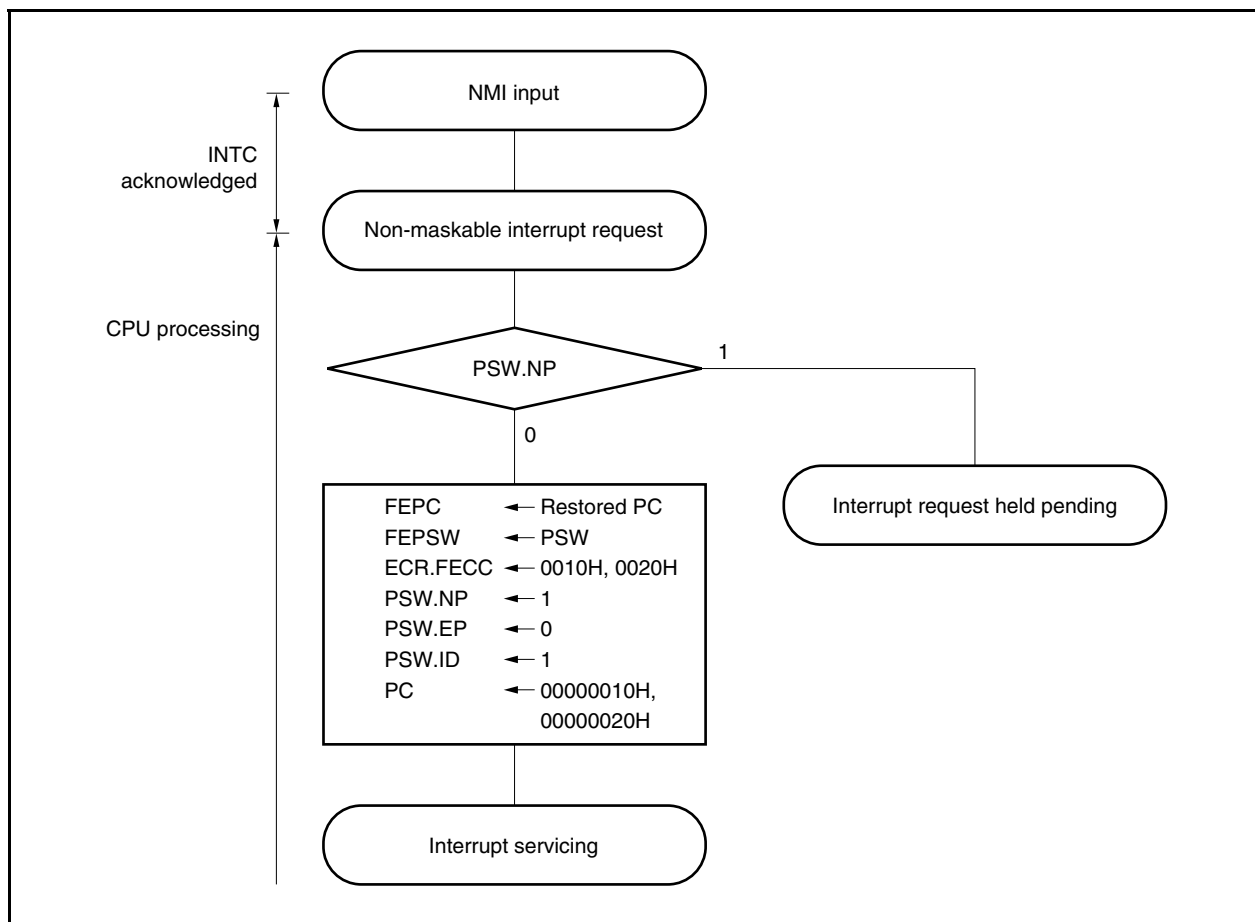 NMI input
INTC
acknowledged
Non-maskable interrupt request
CPU processing
PSW.NP
1
0
FEPC ← Restored PC
FEPSW ← PSW
ECR.FECC ← 0010H, 0020H
PSW.NP ← 1
PSW.EP ← 0
PSW.ID ← 1
PC ← 00000010H,
00000020H
Interrupt request held pending
Interrupt servicing